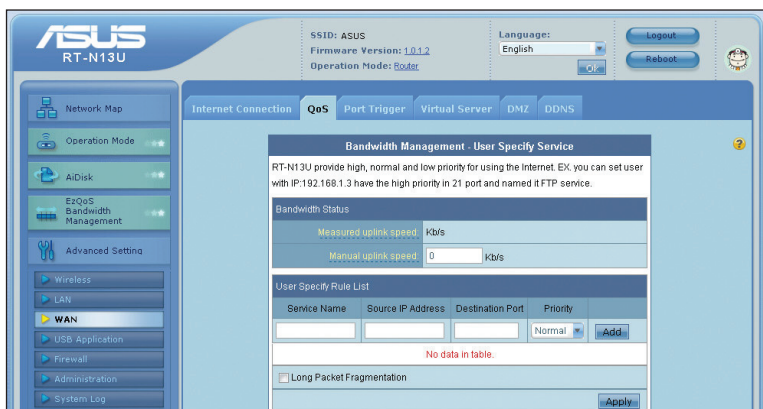 ASUS
RT-N13U
SSID: ASUS
Firmware Version: 1.0.1.2
Operation Mode: Router
Language:
English
OK
Logout
Reboot
Network Map
Operation Mode
AiDisk
EzQoS
Bandwidth
Management
Advanced Setting
Wireless
LAN
WAN
USB Application
Firewall
Administration
System Log
Internet Connection QoS Port Trigger Virtual Server DMZ DDNS
?
Bandwidth Management - User Specify Service
RT-N13U provide high, normal and low priority for using the Internet. EX. you can set user
with IP:192.168.1.3 have the high priority in 21 port and named it FTP service.
Bandwidth Status
Measured uplink speed: Kb/s
Manual uplink speed: 0 Kb/s
User Specify Rule List
Service Name Source IP Address Destination Port Priority
Normal Add
No data in table.
Long Packet Fragmentation
Apply